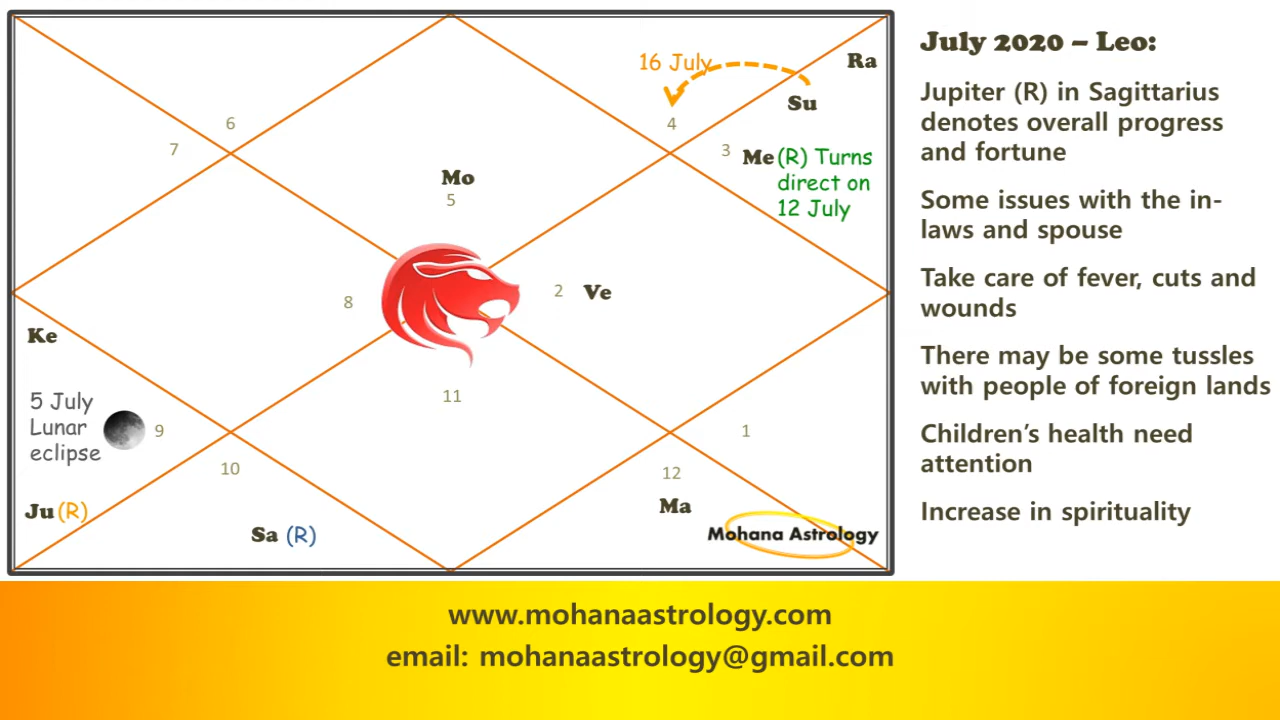 16 July
Ra
Su
6
4
7
3
Me (R) Turns
direct on
12 July
Mo
5
8
2
Ve
Ke
5 July
Lunar
eclipse
9
11
1
10
12
Ju (R)
Sa (R)
Ma
Mohana Astrology
July 2020 – Leo:
Jupiter (R) in Sagittarius
denotes overall progress
and fortune
Some issues with the in-
laws and spouse
Take care of fever, cuts and
wounds
There may be some tussles
with people of foreign lands
Children’s health need
attention
Increase in spirituality
www.mohanaastrology.com
email: mohanaastrology@gmail.com